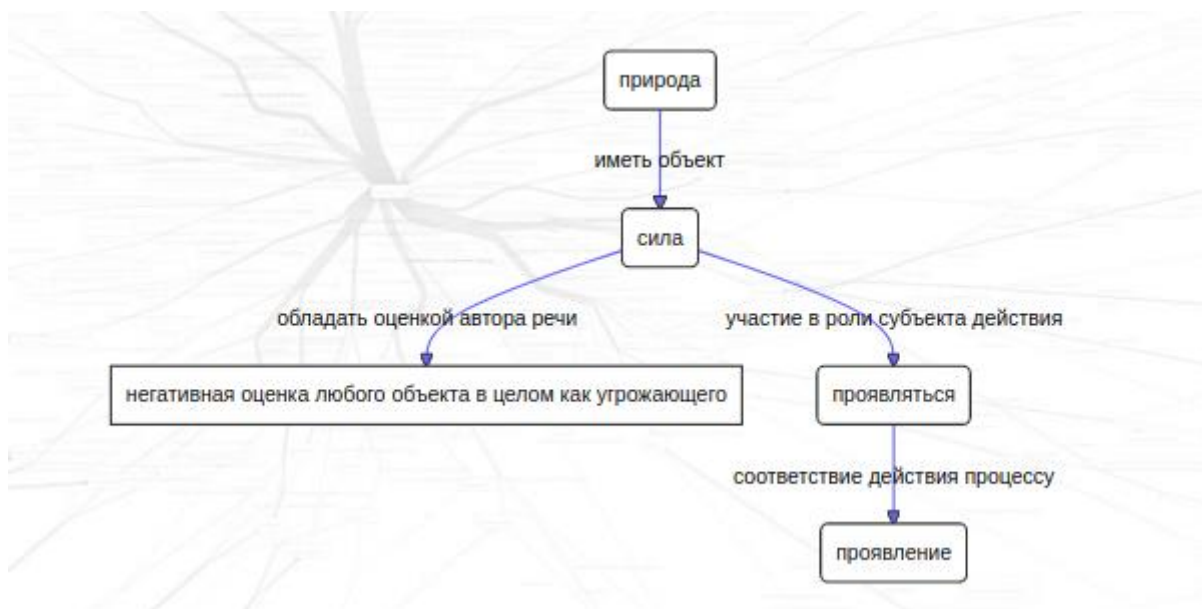 природа
иметь объект
сила
обладать оценкой автора речи
участие в роли субъекта действия
негативная оценка любого объекта в целом как угрожающего
проявляться
соответствие действия процессу
проявление